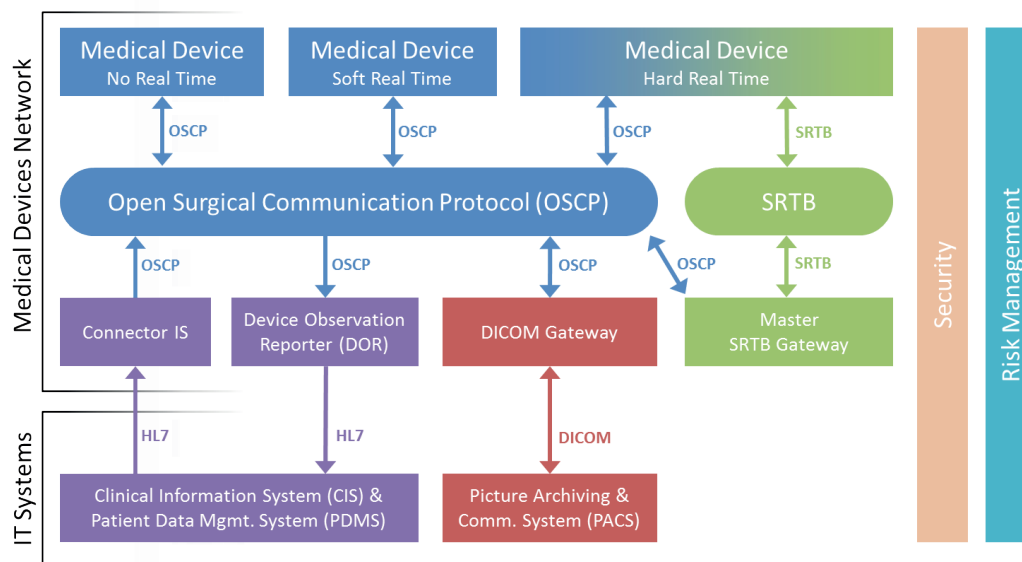 Medical Devices Network
Medical Device
No Real Time
Medical Device
Soft Real Time
Medical Device
Hard Real Time
OSCP
OSCP
OSCP
SRTB
Open Surgical Communication Protocol (OSCP)
SRTB
OSCP
OSCP
OSCP
OSCP
SRTB
Connector IS
Device Observation
Reporter (DOR)
DICOM Gateway
Master
SRTB Gateway
IT Systems
HL7
HL7
DICOM
Clinical Information System (CIS) &
Patient Data Mgmt. System (PDMS)
Picture Archiving &
Comm. System (PACS)
Security
Risk Management